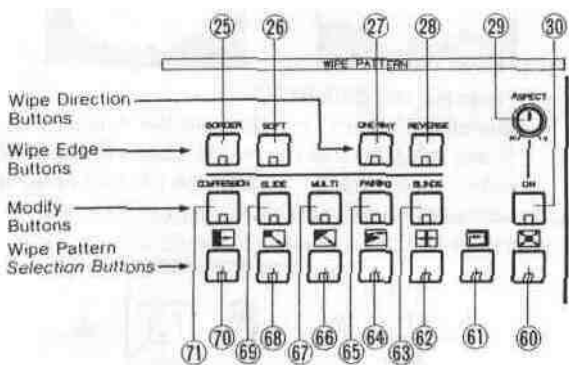 25 26 27 28 29 30
WIPE PATTERN
ASPECT
Wipe Direction
Buttons
BORDER SOFT ONE-WAY REVERSE
Wipe Edge
Buttons
COMPRESSION SLIDE MULTI PAIRING BLINDS ON
Modify
Buttons
Wipe Pattern
Selection Buttons
70 68 66 64 62 61 60
71 69 67 65 63